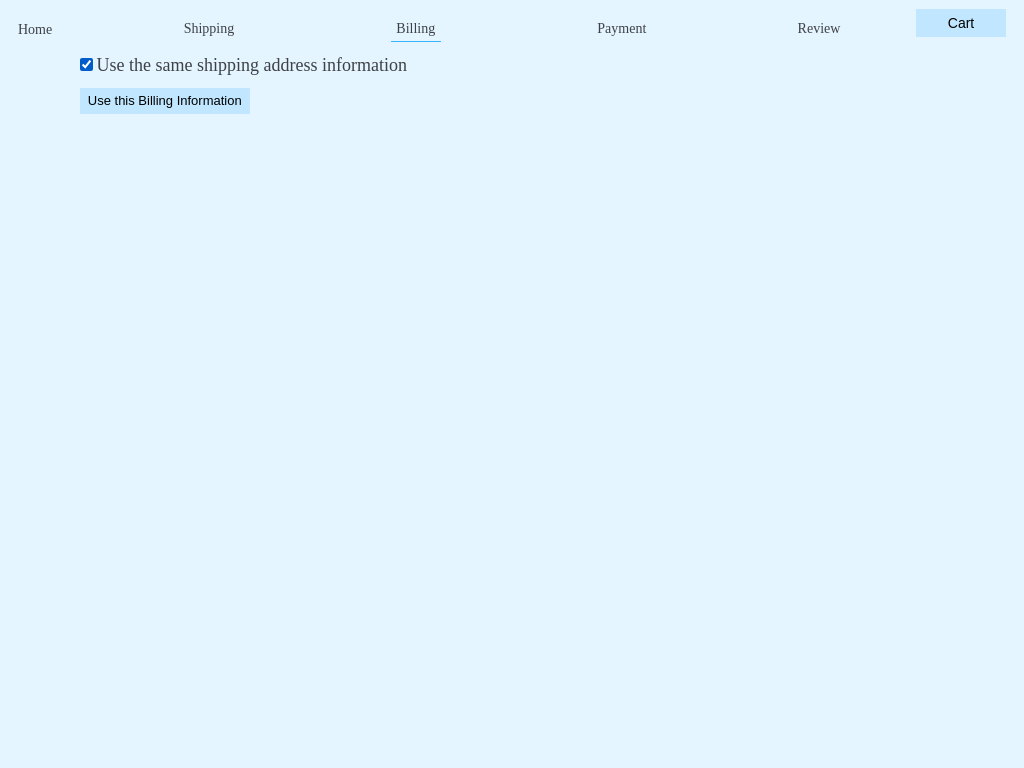 Home Shipping Billing Payment Review Cart
Use the same shipping address information
Use this Billing Information